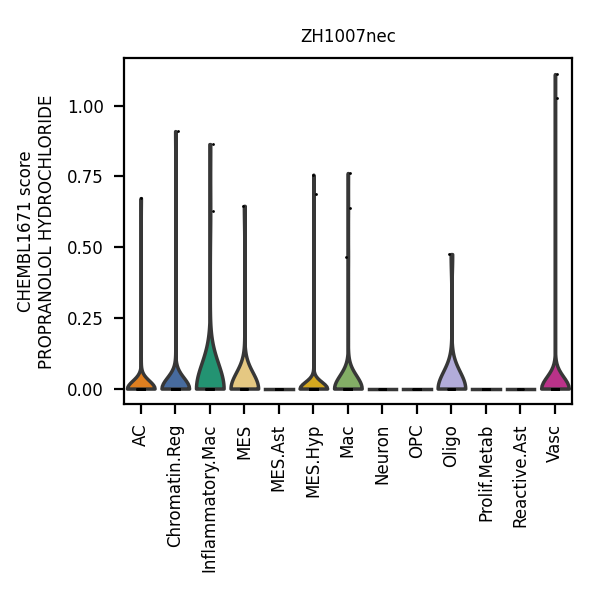 ZH1007nec
CHEMBL1671 score
PROPRANOLOL HYDROCHLORIDE
1.00
0.75
0.50
0.25
0.00
AC
Chromatin.Reg
Inflammatory.Mac
MES
MES.Ast
MES.Hyp
Mac
Neuron
OPC
Oligo
Prolif.Metab
Reactive.Ast
Vasc